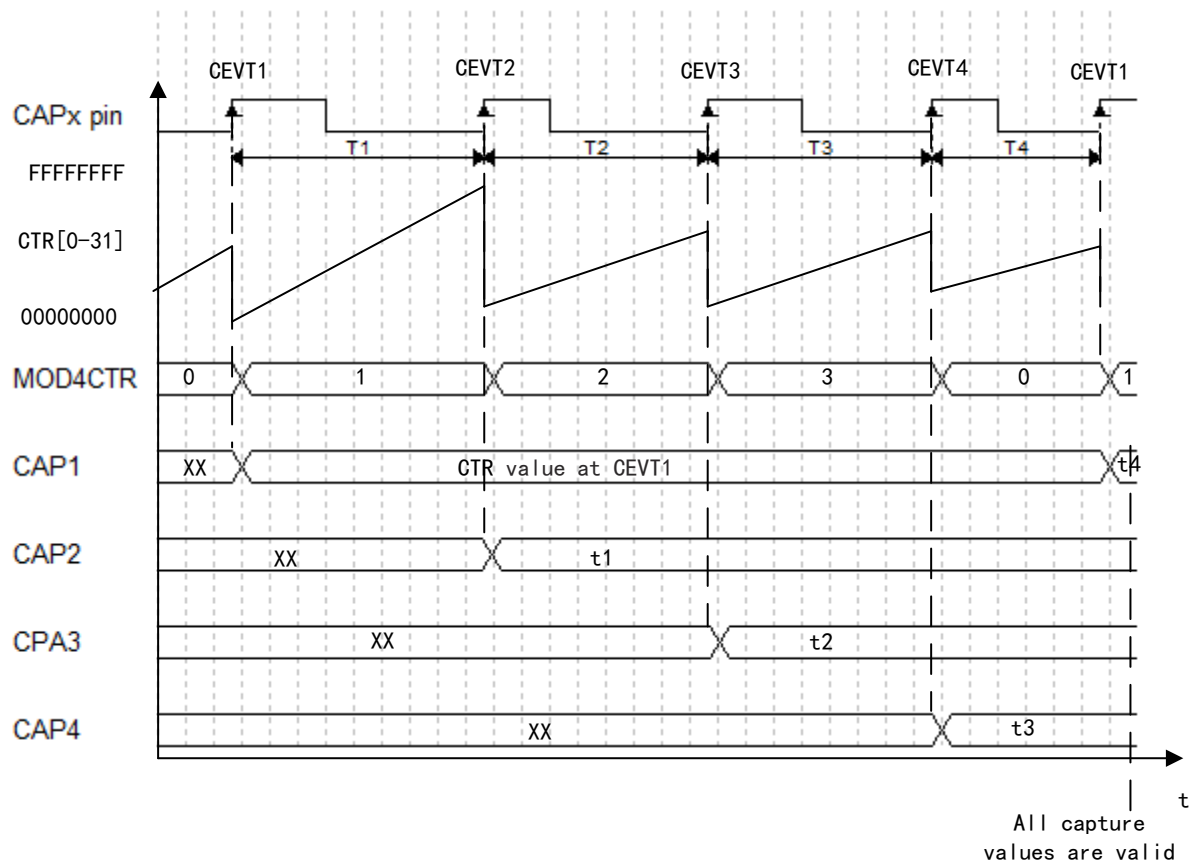 CEVT1 CEVT2 CEVT3 CEVT4 CEVT1
CAPx pin
T1 T2 T3 T4
FFFFFFFF
CTR[0-31]
00000000
MOD4CTR 0 1 2 3 0 1
CAP1 XX CTR value at CEVT1 t4
CAP2 XX t1
CPA3 XX t2
CAP4 XX t3
t
All capture
values are valid